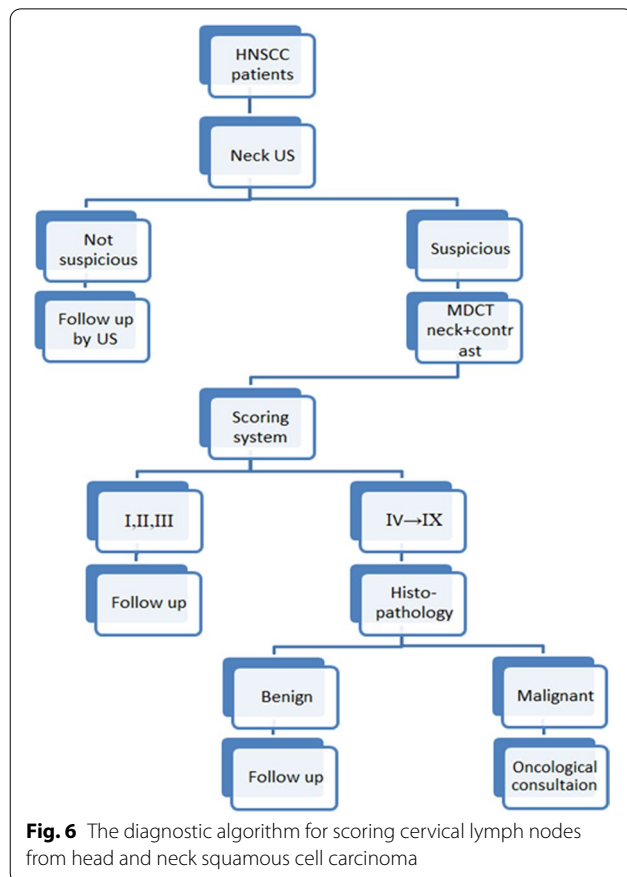 HNSCC
patients
Neck US
Not
suspicious
Suspicious
Follow up
by US
MDCT
neck+contr
ast
Scoring
system
I,II,III
IV→IX
Follow up
Histo-
pathology
Benign
Malignant
Follow up
Oncological
consultaion
Fig. 6 The diagnostic algorithm for scoring cervical lymph nodes
from head and neck squamous cell carcinoma